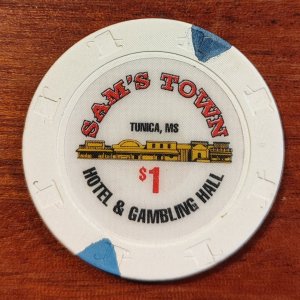 SAM'S TOWN
TUNICA, MS
$1
HOTEL & GAMBLING HALL